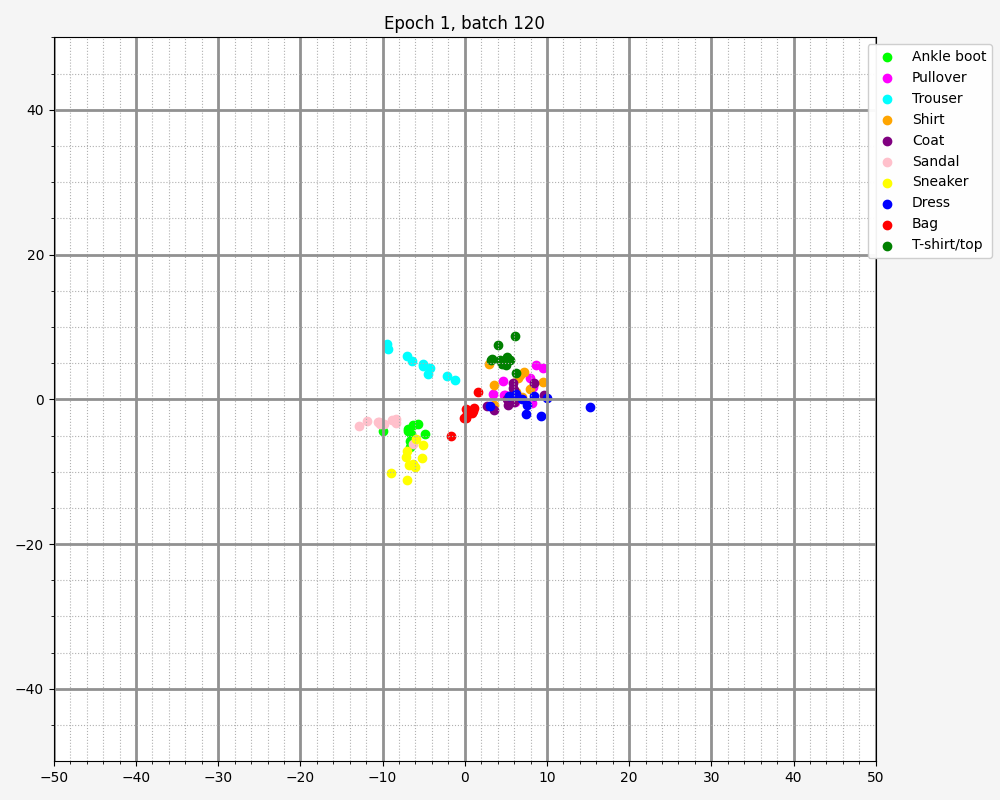 Epoch 1, batch 120
Ankle boot
Pullover
Trouser
Shirt
Coat
Sandal
Sneaker
Dress
Bag
T-shirt/top
40
20
0
−20
−40
−50 −40 −30 −20 −10 0 10 20 30 40 50